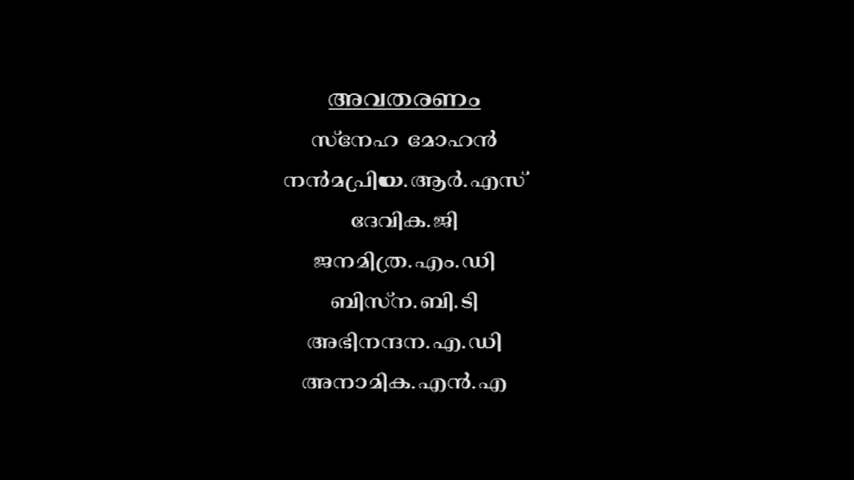 അവതരണം
സ്നേഹ മോഹൻ
നൻമപ്രിയ.ആർ.എസ്
ദേവിക.ജി
ജനമിത്ര.എം.ഡി
ബിസ്ന.ബി.ടി
അഭിനന്ദന.എ.ഡി
അനാമിക.എൻ.എ